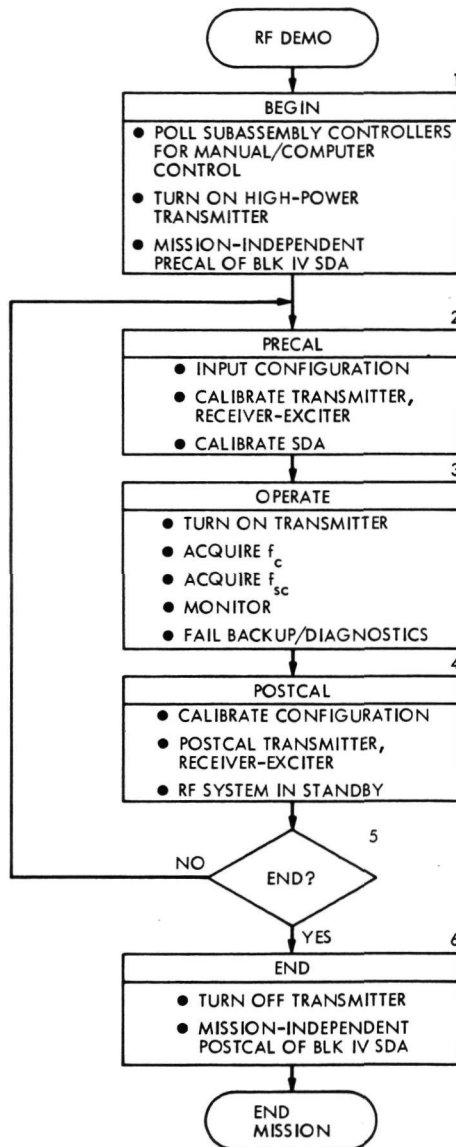 RF DEMO
1
BEGIN
● POLL SUBASSEMBLY CONTROLLERS
FOR MANUAL/COMPUTER
CONTROL
● TURN ON HIGH-POWER
TRANSMITTER
● MISSION-INDEPENDENT
PRECAL OF BLK IV SDA
2
PRECAL
● INPUT CONFIGURATION
● CALIBRATE TRANSMITTER,
RECEIVER-EXCITER
● CALIBRATE SDA
3
OPERATE
● TURN ON TRANSMITTER
● ACQUIRE fc
● ACQUIRE fsc
● MONITOR
● FAIL BACKUP/DIAGNOSTICS
4
POSTCAL
● CALIBRATE CONFIGURATION
● POSTCAL TRANSMITTER,
RECEIVER-EXCITER
● RF SYSTEM IN STANDBY
5
NO
END?
YES
6
END
● TURN OFF TRANSMITTER
● MISSION-INDEPENDENT
POSTCAL OF BLK IV SDA
END
MISSION